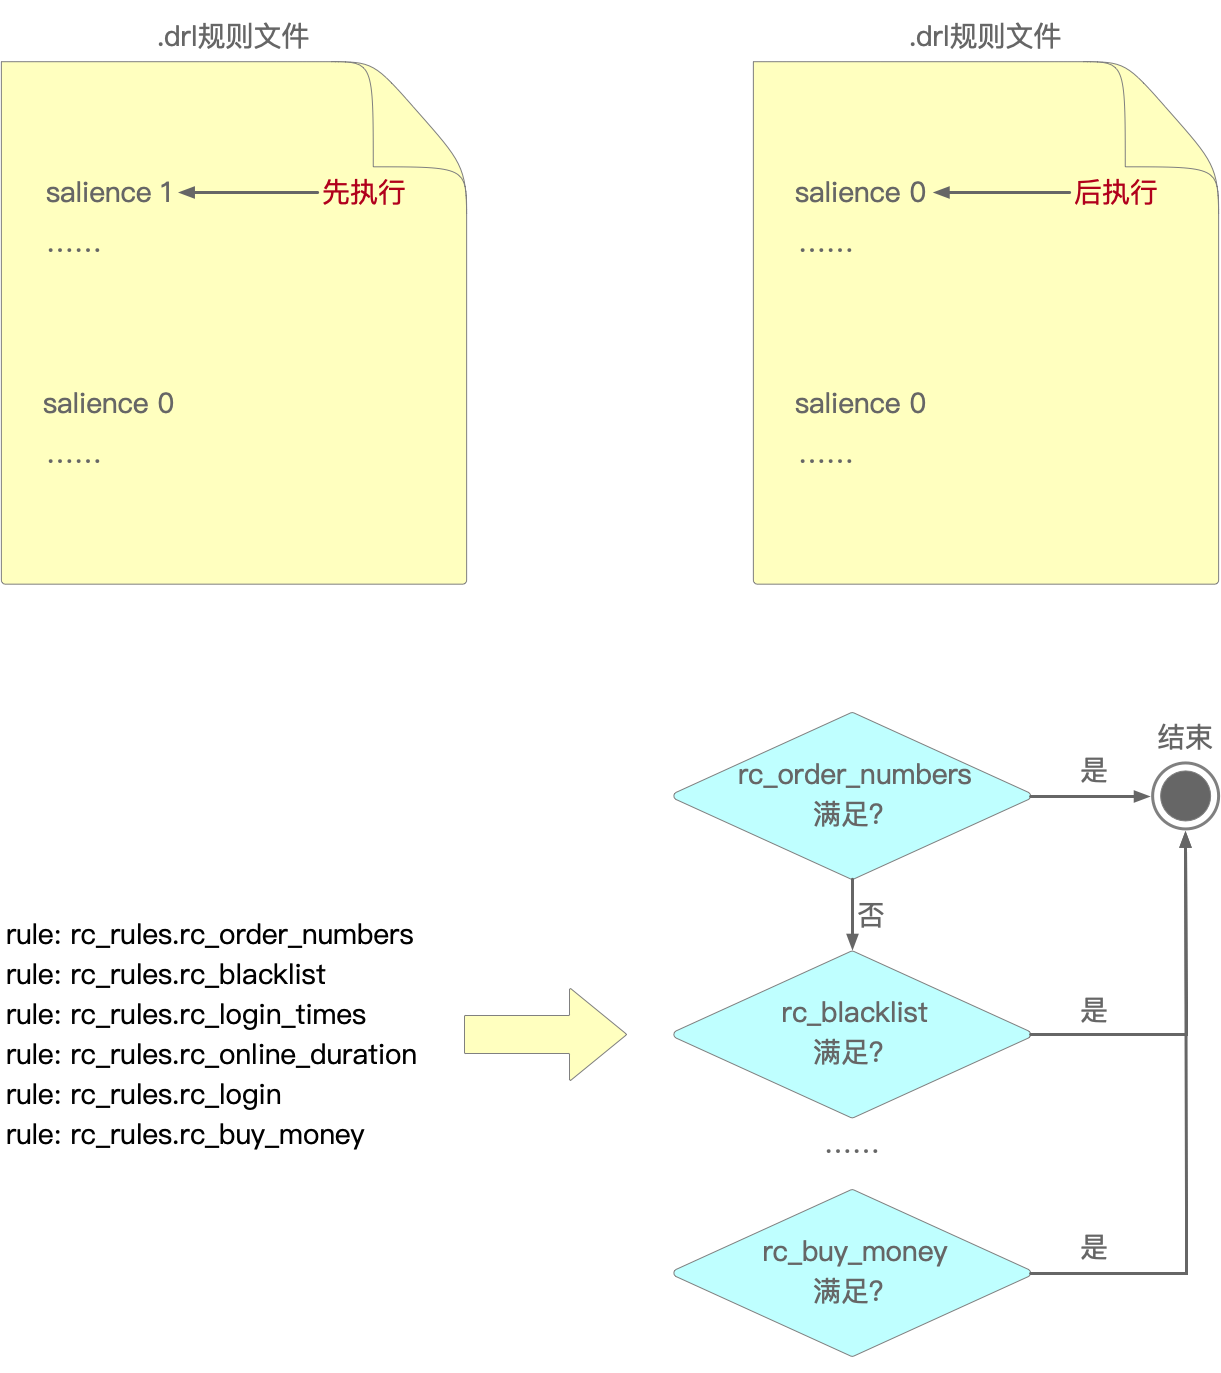 .drl规则文件
salience 1
先执行
……
salience 0
……
.drl规则文件
salience 0
后执行
……
salience 0
……
rule: rc_rules.rc_order_numbers
rule: rc_rules.rc_blacklist
rule: rc_rules.rc_login_times
rule: rc_rules.rc_online_duration
rule: rc_rules.rc_login
rule: rc_rules.rc_buy_money
rc_order_numbers
满足?
是
结束
否
rc_blacklist
满足?
是
……
rc_buy_money
满足?
是